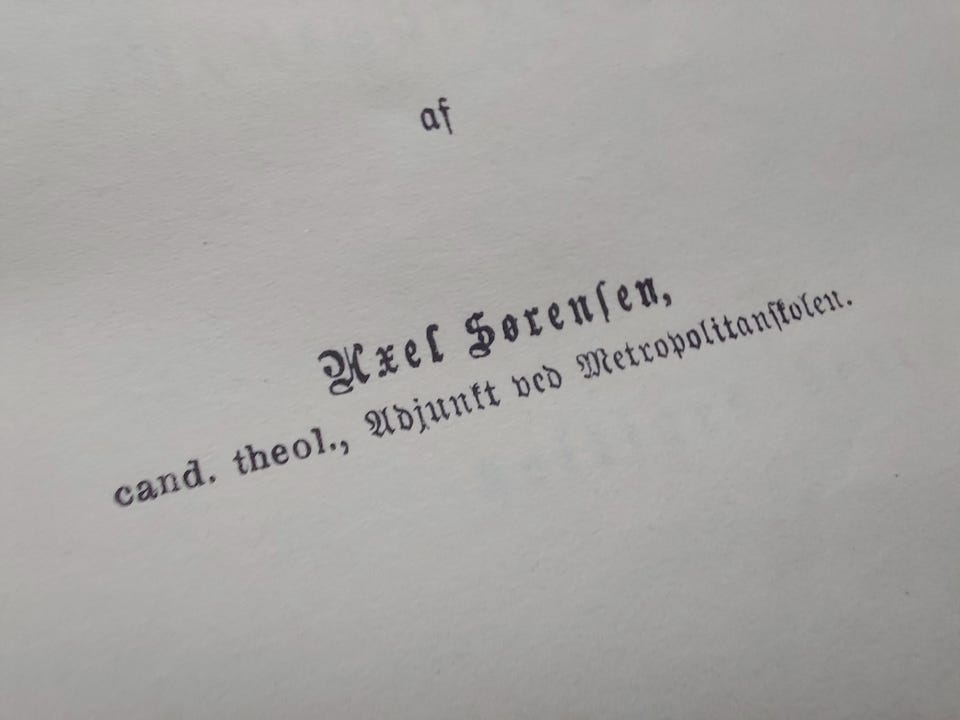 af
Axel Sørensen,
cand. theol., Adjunkt ved Metropolitanskolen.